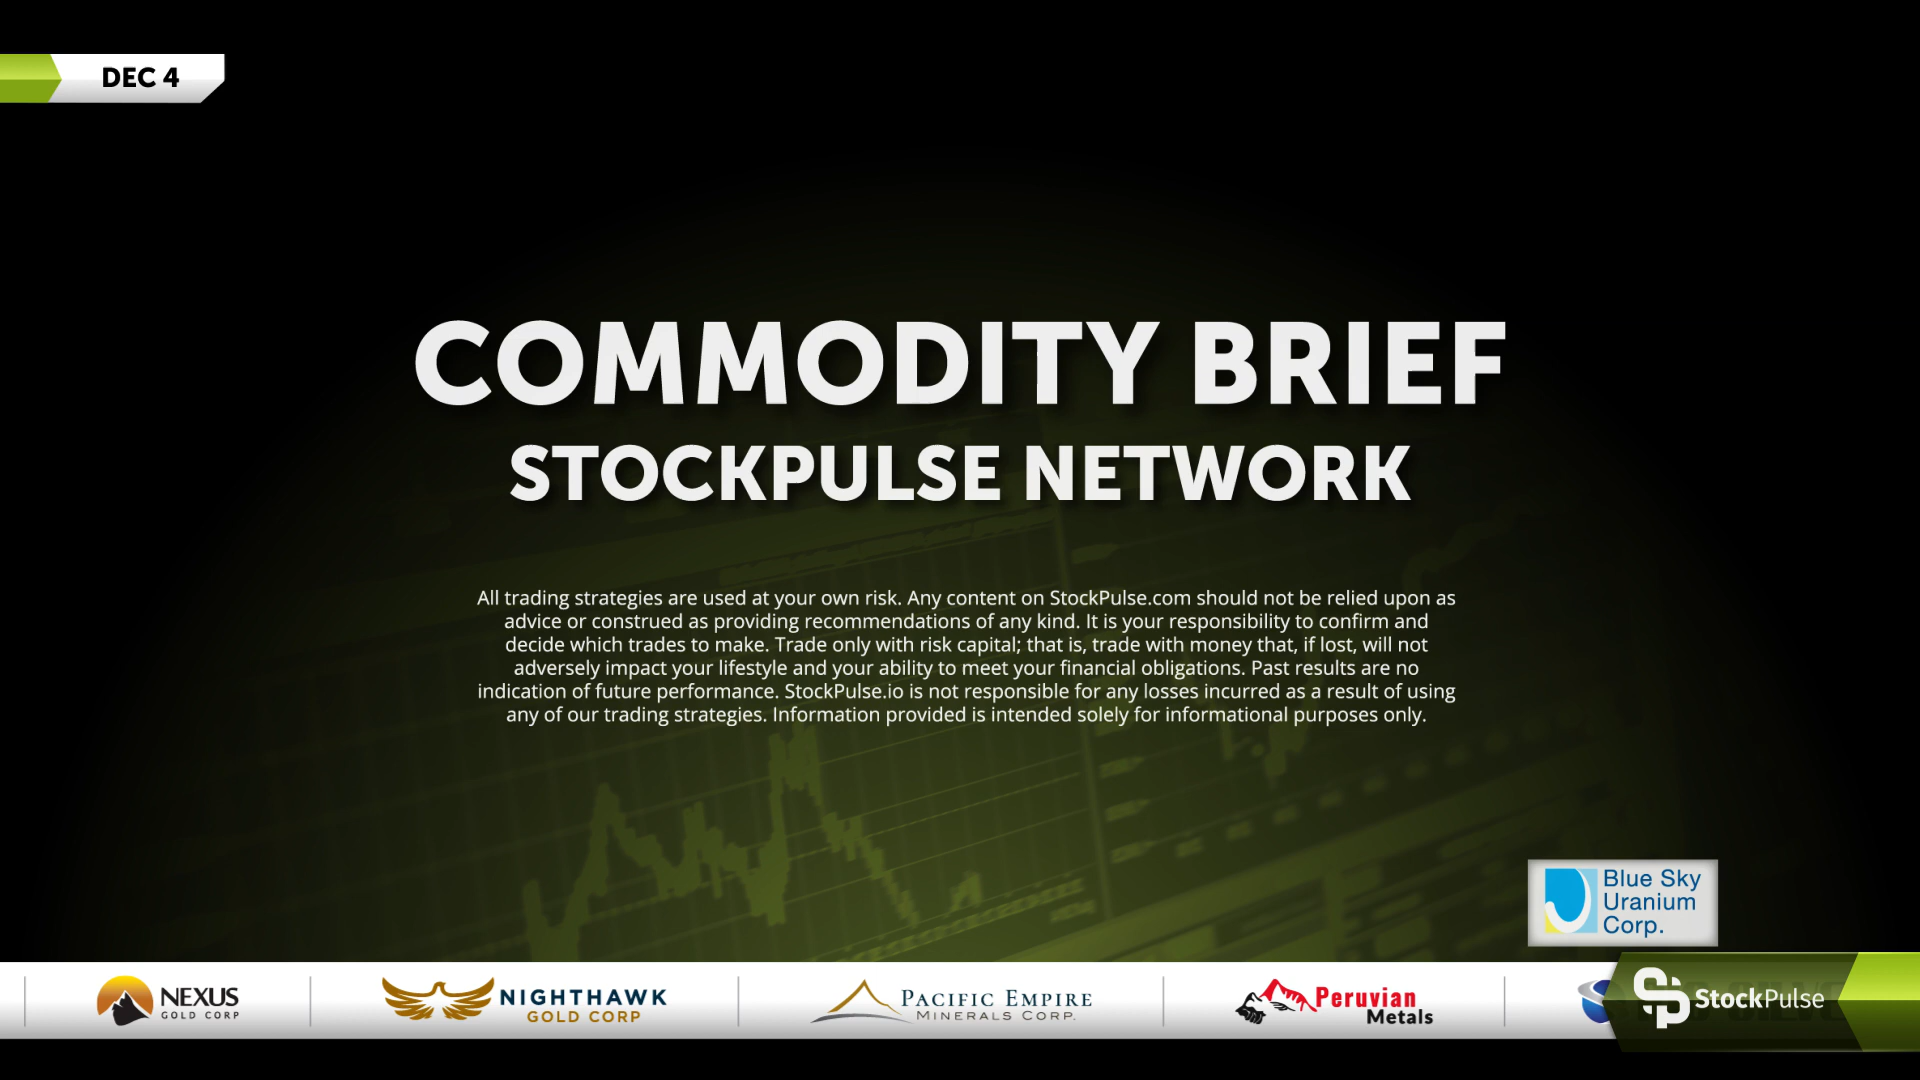 DEC 4
COMMODITY BRIEF
STOCKPULSE NETWORK
All trading strategies are used at your own risk. Any content on StockPulse.com should not be relied upon as
advice or construed as providing recommendations of any kind. It is your responsibility to confirm and
decide which trades to make. Trade only with risk capital; that is, trade with money that, if lost, will not
adversely impact your lifestyle and your ability to meet your financial obligations. Past results are no
indication of future performance. StockPulse.io is not responsible for any losses incurred as a result of using
any of our trading strategies. Information provided is intended solely for informational purposes only.
Blue Sky
Uranium
Corp.
NEXUS
GOLD CORP
NIGHTHAWK
GOLD CORP
PACIFIC EMPIRE
MINERALS CORP.
Peruvian
Metals
StockPulse